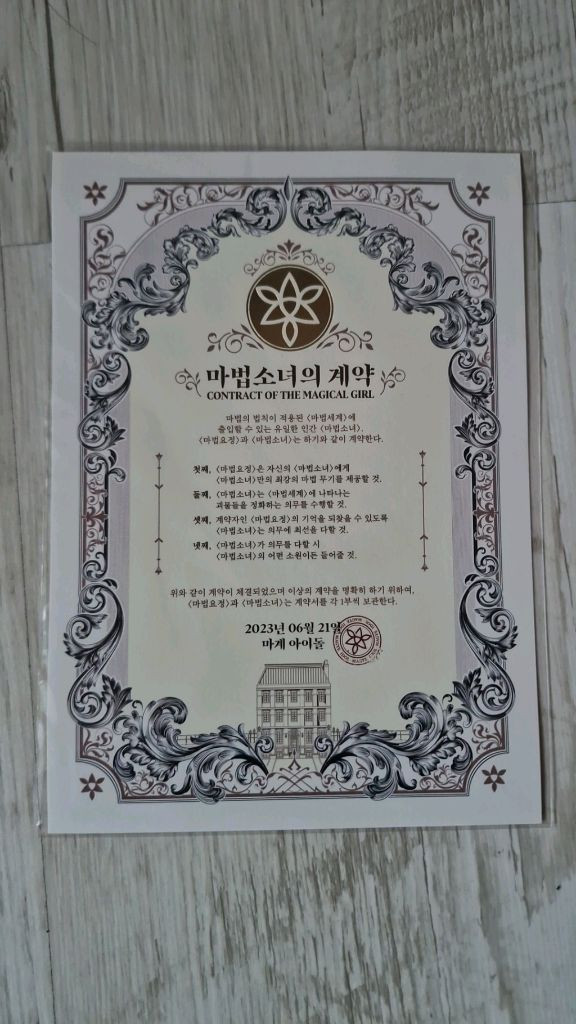 마법소녀의 계약
CONTRACT OF THE MAGICAL GIRL
마법의 법칙이 적용된 〈마법세계〉에
출입할 수 있는 유일한 인간 〈마법소녀〉.
〈마법요정〉과 〈마법소녀〉는 하기와 같이 계약한다.
첫째, 〈마법요정〉은 자신의 〈마법소녀〉에게
〈마법소녀〉만의 최강의 마법 무기를 제공할 것.
둘째, 〈마법소녀〉는 〈마법세계〉에 나타나는
괴물들을 정화하는 의무를 수행할 것.
셋째, 계약자인 〈마법요정〉의 기억을 되찾을 수 있도록
〈마법소녀〉는 의무에 최선을 다할 것.
넷째, 〈마법소녀〉가 의무를 다할 시
〈마법소녀〉의 어떤 소원이든 들어줄 것.
위와 같이 계약이 체결되었으며 이상의 계약을 명확히 하기 위하여,
〈마법요정〉과 〈마법소녀〉는 계약서를 각 1부씩 보관한다.
2023년 06월 21일
마계 아이돌